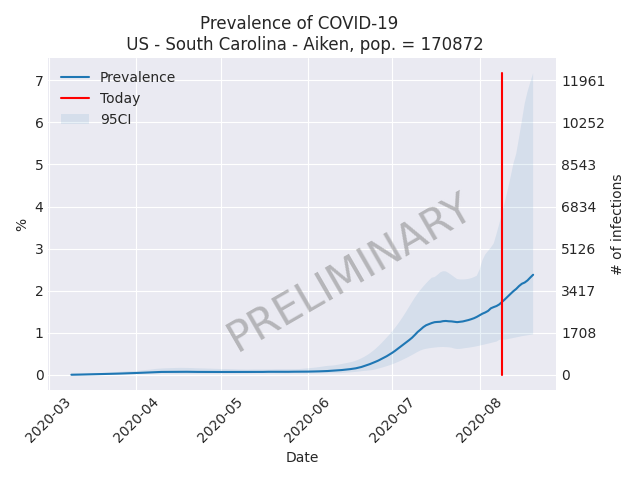 Prevalence of COVID-19
US - South Carolina - Aiken, pop. = 170872
Prevalence
Today
95CI
7
6
5
4
3
2
1
0
%
11961
10252
8543
6834
5126
3417
1708
0
# of infections
PRELIMINARY
2020-03
2020-04
2020-05
2020-06
2020-07
2020-08
Date